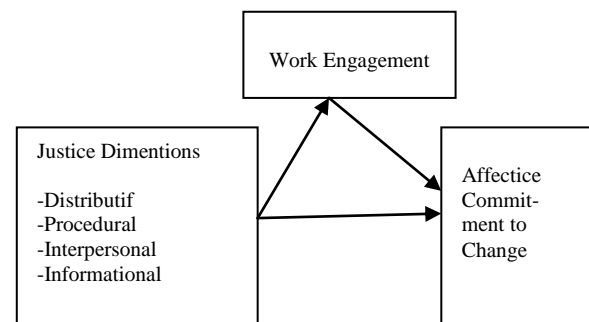 Work Engagement
Justice Dimentions
-Distributif
-Procedural
-Interpersonal
-Informational
Affectice
Commit-
ment to
Change